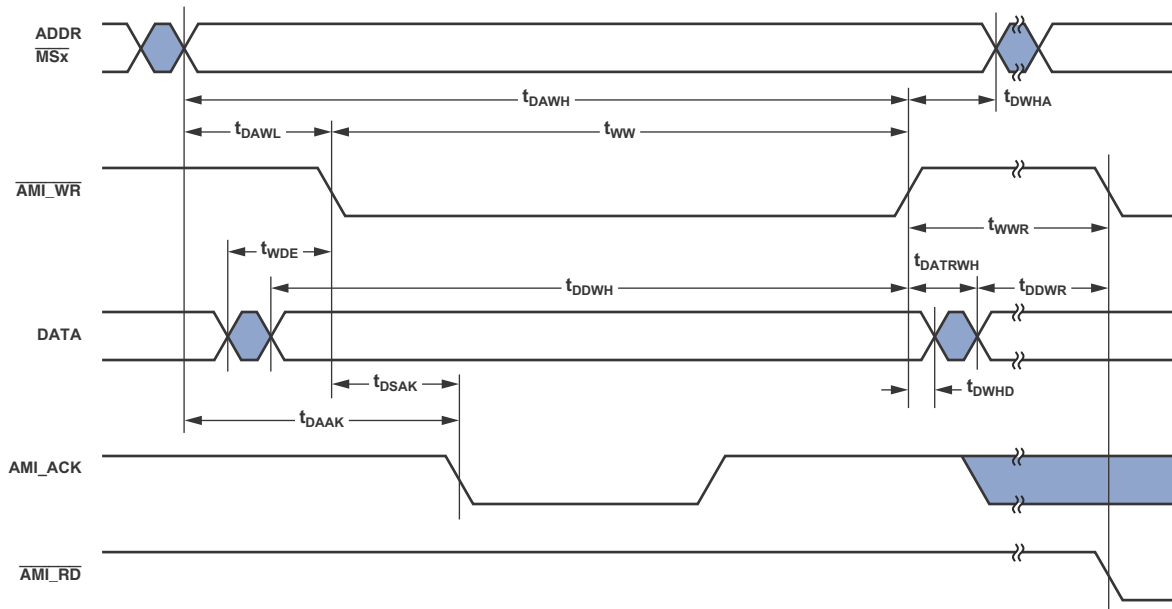 ADDR
MSx
tDAWH
tDWHA
tDAWL
tWW
AMI_WR
tWWR
tWDE
tDATRWH
tDDWH
tDDWR
DATA
tDSAK
tDWHD
tDAAK
AMI_ACK
AMI_RD